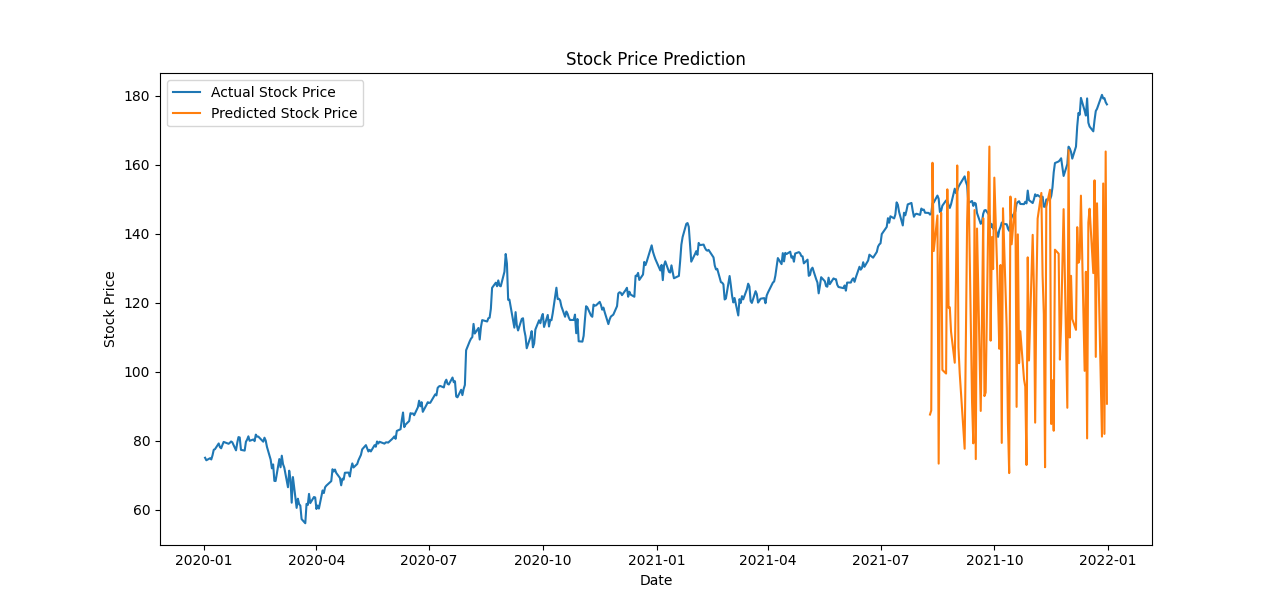 Stock Price Prediction
Actual Stock Price
Predicted Stock Price
Stock Price
180
160
140
120
100
80
60
2020-01 2020-04 2020-07 2020-10 2021-01 2021-04 2021-07 2021-10 2022-01
Date